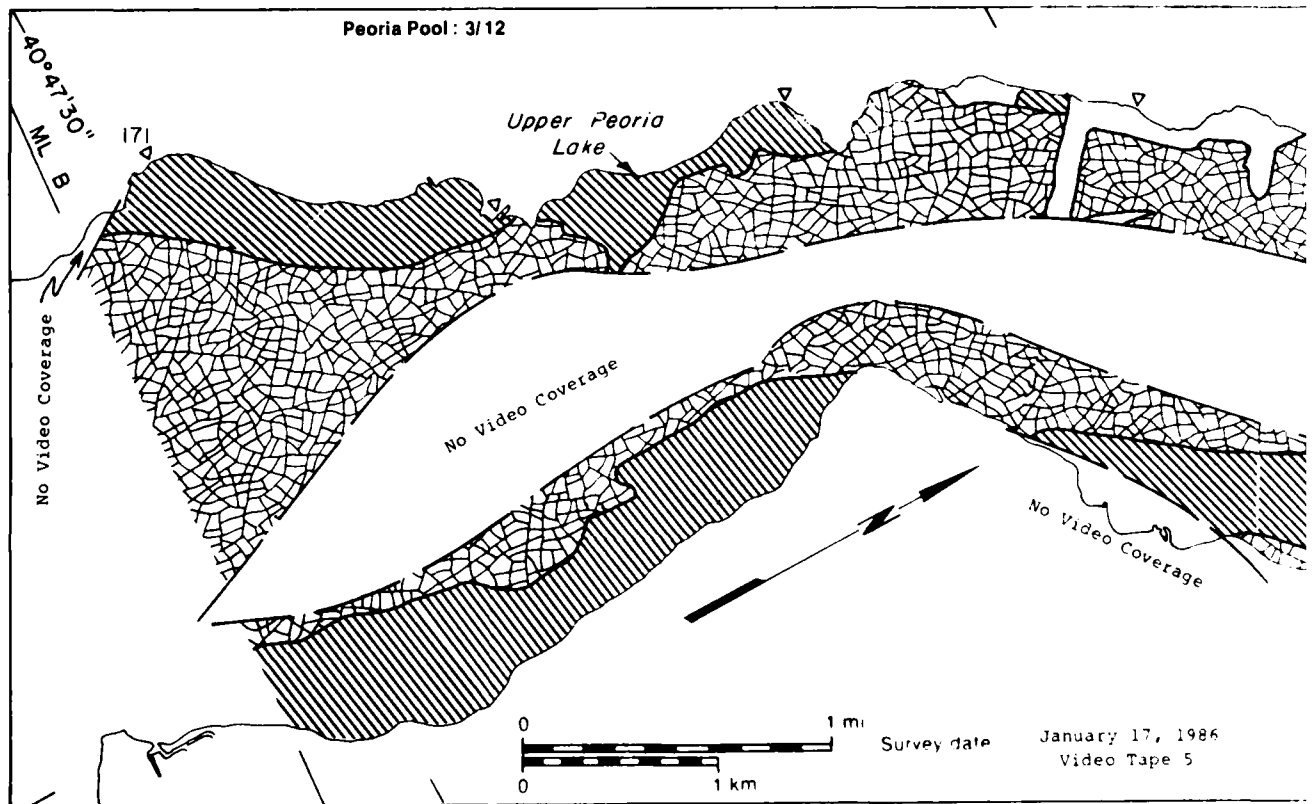 Peoria Pool : 3/12
40°47'30"
ML B
171
Upper Peoria
Lake
No Video Coverage
No Video Coverage
No Video Coverage
N
0 1 mi
0 1 km
Survey date January 17, 1986
Video Tape 5